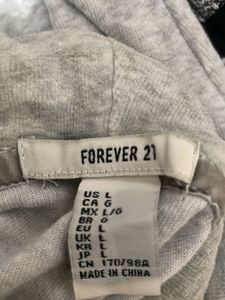 FOREVER 21
US L
CA G
MX L/G
BR G
EU L
UK L
KR L
JP L
CN 170/98A
MADE IN CHINA